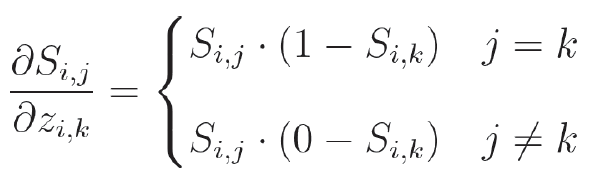 ∂S_{i,j}/∂z_{i,k} = { S_{i,j} · (1 − S_{i,k}) j = k
S_{i,j} · (0 − S_{i,k}) j ≠ k